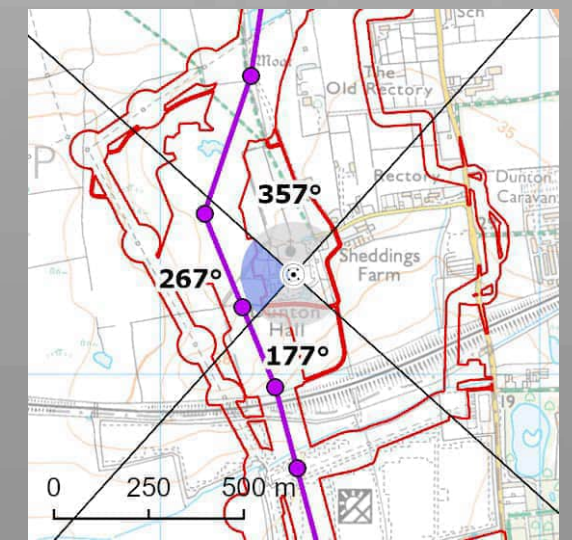 Sch
Moat
The
Old Rectory
35
P
Rectory
Dunton
Caravan
357°
Sheddings
Farm
267°
Dunton
Hall
177°
19
0 250 500 m